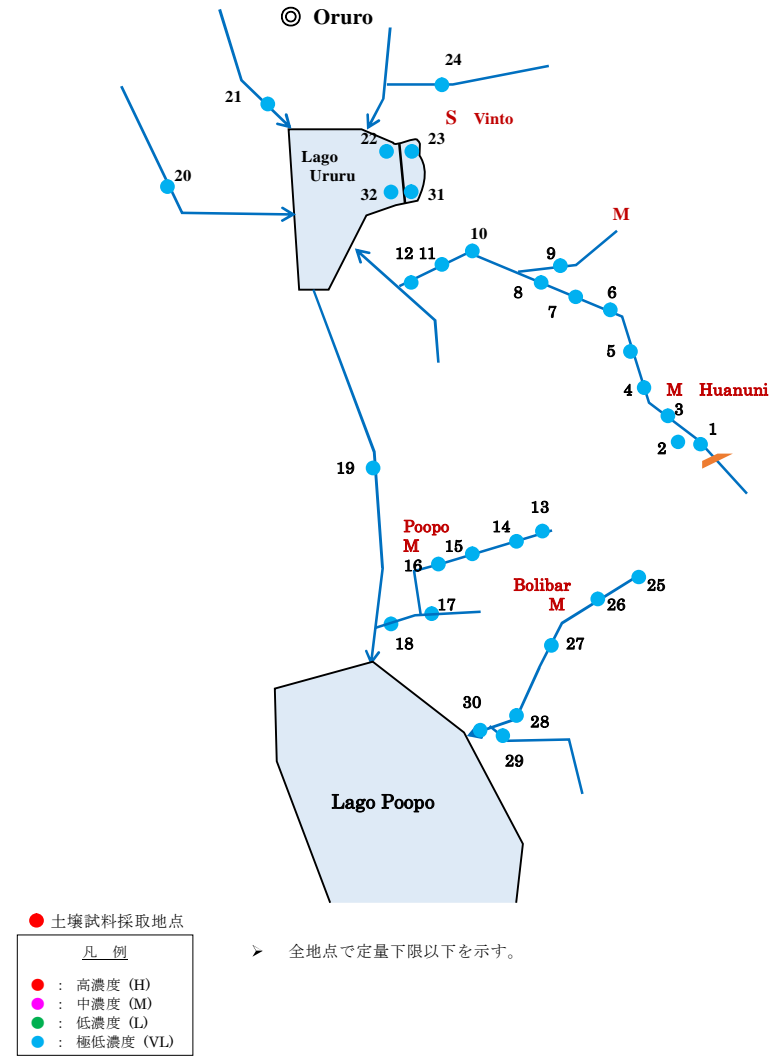 ◎ Oruro
24
21
S Vinto
22
23
Lago
Ururu
20
32
31
M
10
12
11
9
8
7
6
5
4
M Huanuni
3
2
1
19
13
Poopo
M
14
15
16
Bolibar
M
25
26
17
18
27
30
28
29
Lago Poopo
● 土壌試料採取地点
凡 例
● : 高濃度 (H)
● : 中濃度 (M)
● : 低濃度 (L)
● : 極低濃度 (VL)
➢ 全地点で定量下限以下を示す。